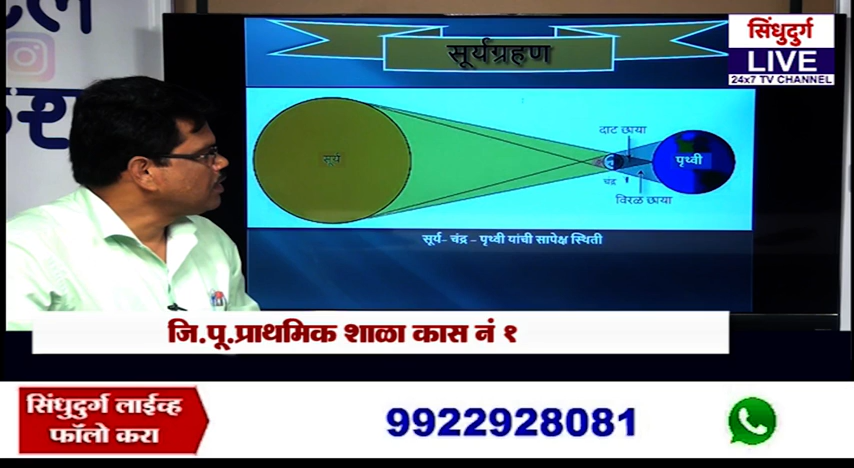 सूर्यग्रहण
सिंधुदुर्ग
LIVE
24x7 TV CHANNEL
दाट छाया
सूर्य
पृथ्वी
चंद्र
विरळ छाया
सूर्य- चंद्र – पृथ्वी यांची सापेक्ष स्थिती
जि.पू.प्राथमिक शाळा कास नं १
सिंधुदुर्ग लाईव्ह
फॉलो करा
9922928081